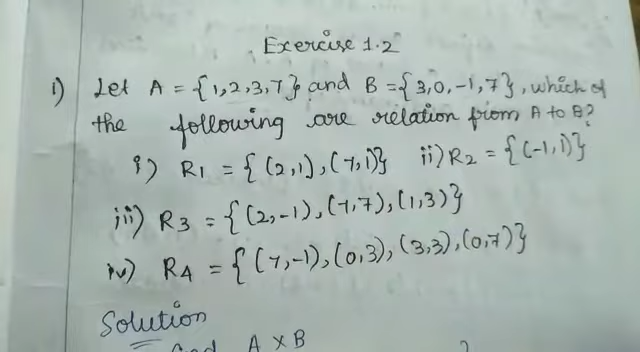 Exercise 1.2
1) Let A = {1,2,3,7} and B = {3,0,-1,7}, which of
the following are relation from A to B?
i) R1 = {(2,1),(7,1)} ii) R2 = {(-1,1)}
iii) R3 = {(2,-1),(7,7),(1,3)}
iv) R4 = {(7,-1),(0,3),(3,3),(0,7)}
Solution
A X B